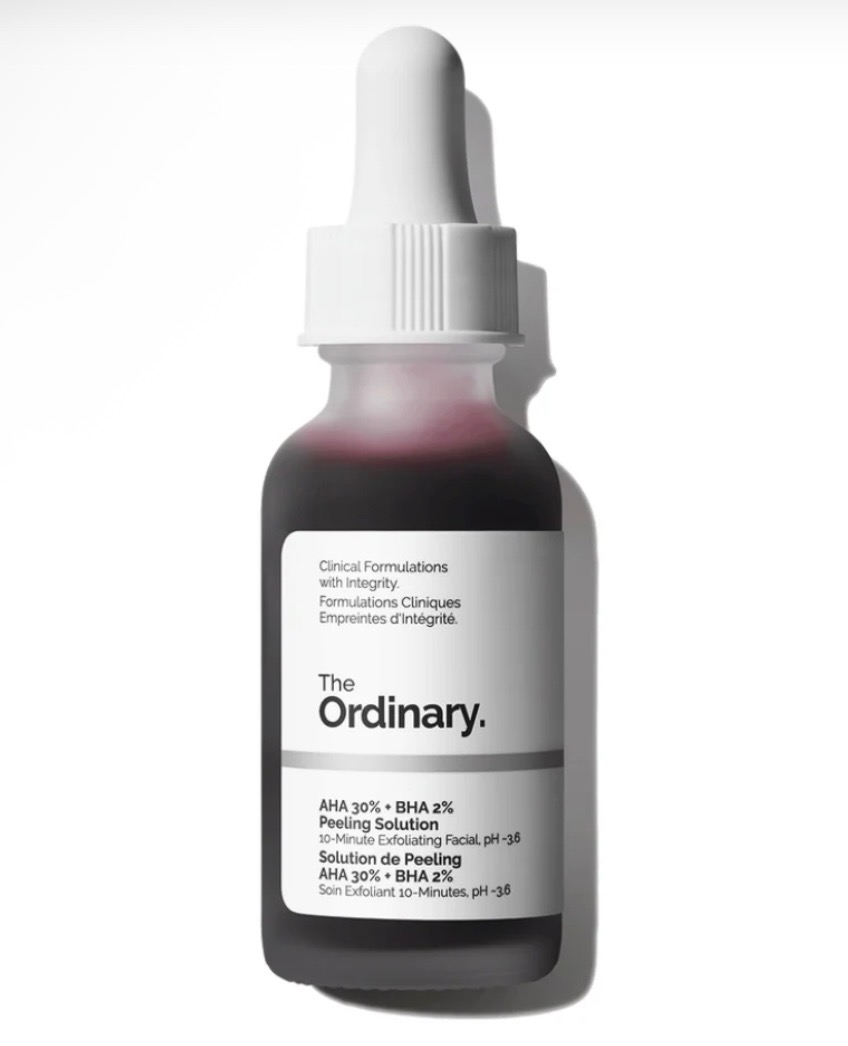 Clinical Formulations
with Integrity.
Formulations Cliniques
Empreintes d'Intégrité.
The
Ordinary.
AHA 30% + BHA 2%
Peeling Solution
10-Minute Exfoliating Facial, pH ~3.6
Solution de Peeling
AHA 30% + BHA 2%
Soin Exfoliant 10-Minutes, pH ~3.6